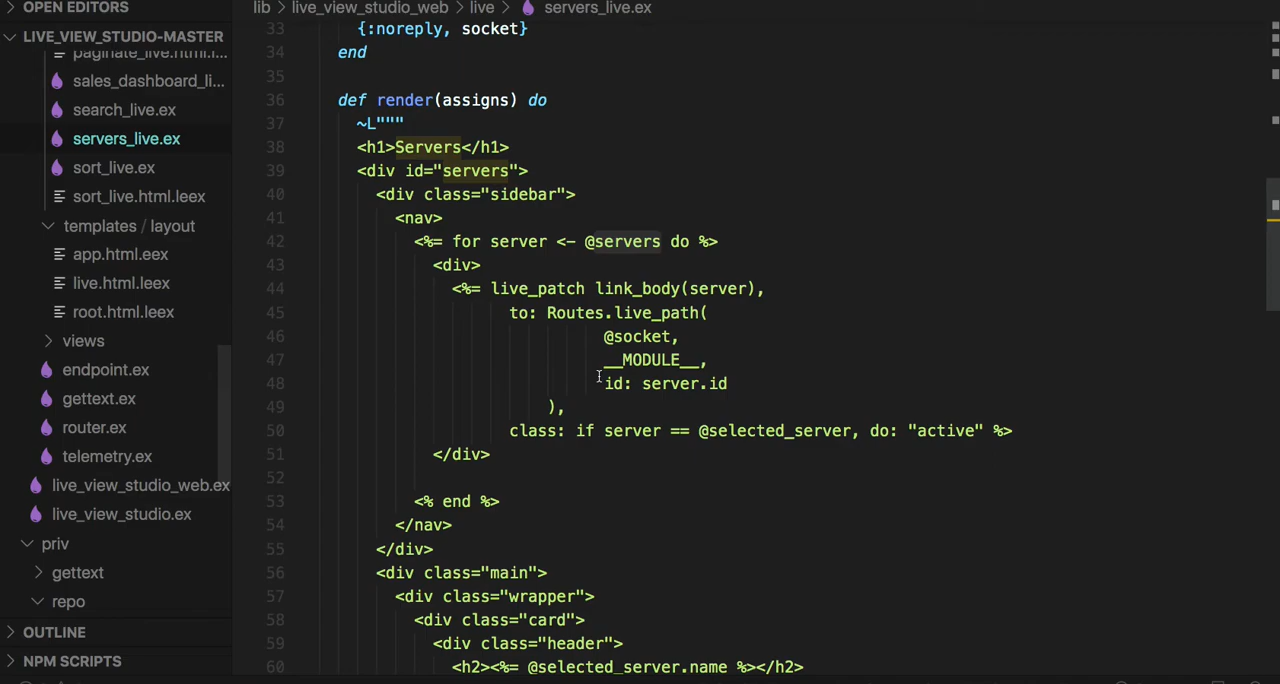 OPEN EDITORS
LIVE_VIEW_STUDIO-MASTER
paginate_live.html.l...
sales_dashboard_li...
search_live.ex
servers_live.ex
sort_live.ex
sort_live.html.leex
templates / layout
app.html.eex
live.html.leex
root.html.leex
views
endpoint.ex
gettext.ex
router.ex
telemetry.ex
live_view_studio_web.ex
live_view_studio.ex
priv
gettext
repo
OUTLINE
NPM SCRIPTS
lib > live_view_studio_web > live > servers_live.ex
33 {:noreply, socket}
34 end
35
36 def render(assigns) do
37 ~L"""
38 <h1>Servers</h1>
39 <div id="servers">
40 <div class="sidebar">
41 <nav>
42 <%= for server <- @servers do %>
43 <div>
44 <%= live_patch link_body(server),
45 to: Routes.live_path(
46 @socket,
47 __MODULE__,
48 id: server.id
49 ),
50 class: if server == @selected_server, do: "active" %>
51 </div>
52
53 <% end %>
54 </nav>
55 </div>
56 <div class="main">
57 <div class="wrapper">
58 <div class="card">
59 <div class="header">
60 <h2><%= @selected_server.name %></h2>